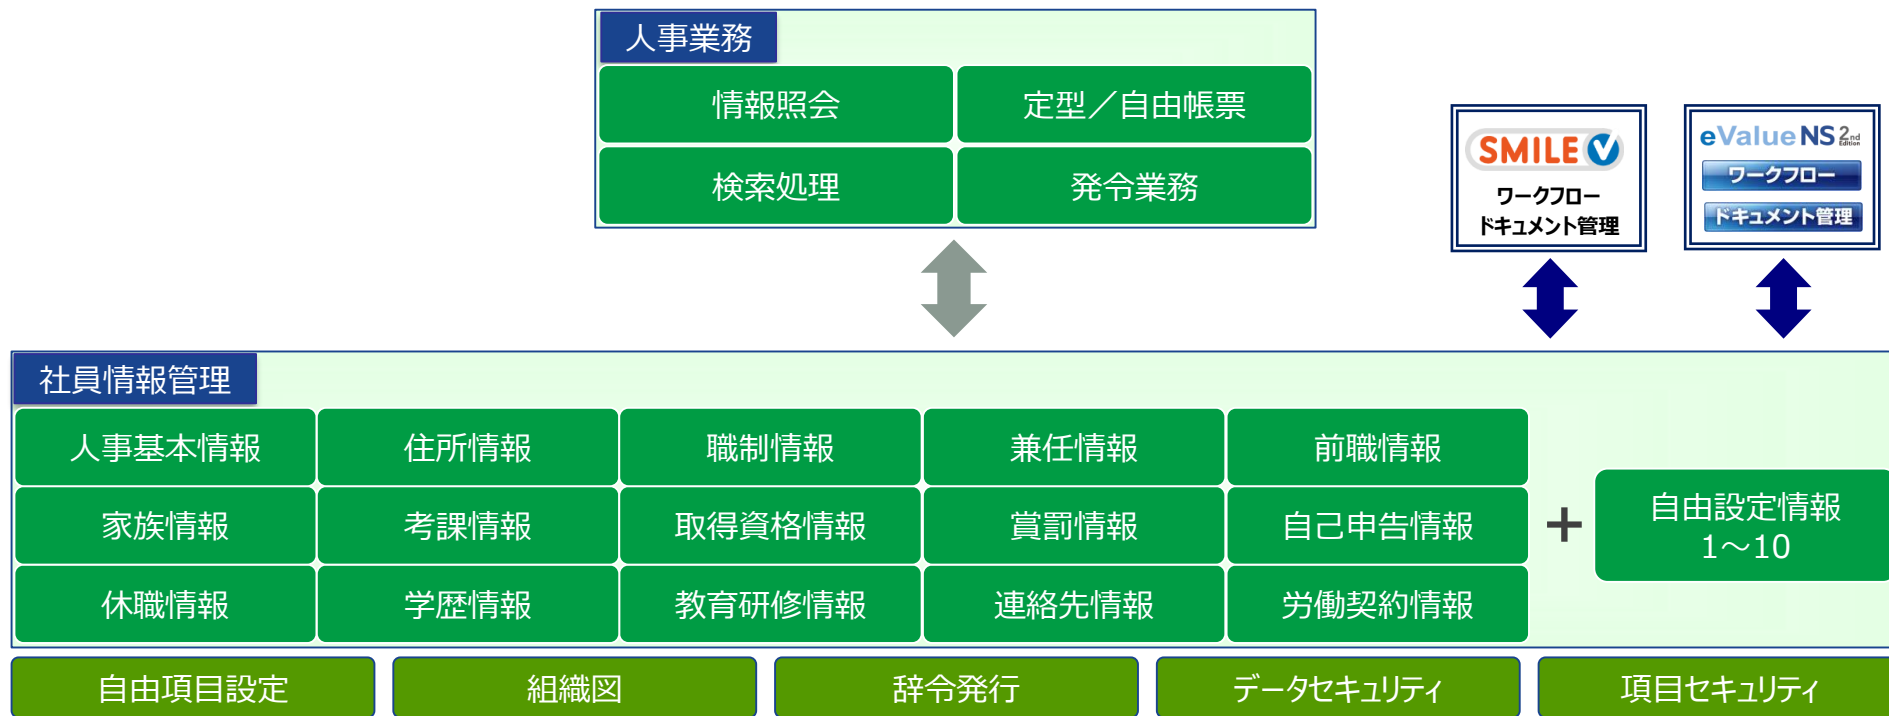 人事業務
情報照会
定型／自由帳票
検索処理
発令業務
SMILE V
ワークフロー
ドキュメント管理
eValue NS 2nd Edition
ワークフロー
ドキュメント管理
社員情報管理
人事基本情報
住所情報
職制情報
兼任情報
前職情報
家族情報
考課情報
取得資格情報
賞罰情報
自己申告情報
休職情報
学歴情報
教育研修情報
連絡先情報
労働契約情報
+
自由設定情報
1～10
自由項目設定
組織図
辞令発行
データセキュリティ
項目セキュリティ